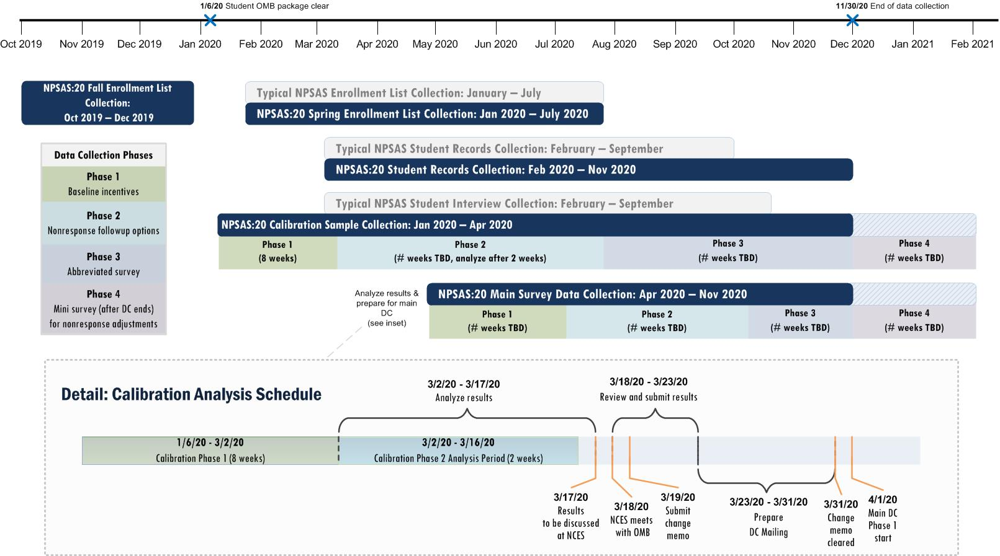 1/6/20 Student OMB package clear
11/30/20 End of data collection
Oct 2019
Nov 2019
Dec 2019
Jan 2020
Feb 2020
Mar 2020
Apr 2020
May 2020
Jun 2020
Jul 2020
Aug 2020
Sep 2020
Oct 2020
Nov 2020
Dec 2020
Jan 2021
Feb 2021
NPSAS:20 Fall Enrollment List
Collection:
Oct 2019 – Dec 2019
Typical NPSAS Enrollment List Collection: January – July
NPSAS:20 Spring Enrollment List Collection: Jan 2020 – July 2020
Typical NPSAS Student Records Collection: February – September
NPSAS:20 Student Records Collection: Feb 2020 – Nov 2020
Data Collection Phases
Phase 1
Baseline incentives
Phase 2
Nonresponse followup options
Phase 3
Abbreviated survey
Phase 4
Mini survey (after DC ends)
for nonresponse adjustments
Typical NPSAS Student Interview Collection: February – September
NPSAS:20 Calibration Sample Collection: Jan 2020 – Apr 2020
Phase 1
(8 weeks)
Phase 2
(# weeks TBD, analyze after 2 weeks)
Phase 3
(# weeks TBD)
Phase 4
(# weeks TBD)
Analyze results &
prepare for main
DC
(see inset)
NPSAS:20 Main Survey Data Collection: Apr 2020 – Nov 2020
Phase 1
(# weeks TBD)
Phase 2
(# weeks TBD)
Phase 3
(# weeks TBD)
Phase 4
(# weeks TBD)
Detail: Calibration Analysis Schedule
3/2/20 - 3/17/20
Analyze results
3/18/20 - 3/23/20
Review and submit results
1/6/20 - 3/2/20
Calibration Phase 1 (8 weeks)
3/2/20 - 3/16/20
Calibration Phase 2 Analysis Period (2 weeks)
3/17/20
Results
to be discussed
at NCES
3/18/20
NCES meets
with OMB
3/19/20
Submit
change
memo
3/23/20 - 3/31/20
Prepare
DC Mailing
3/31/20
Change
memo
cleared
4/1/20
Main DC
Phase 1
start